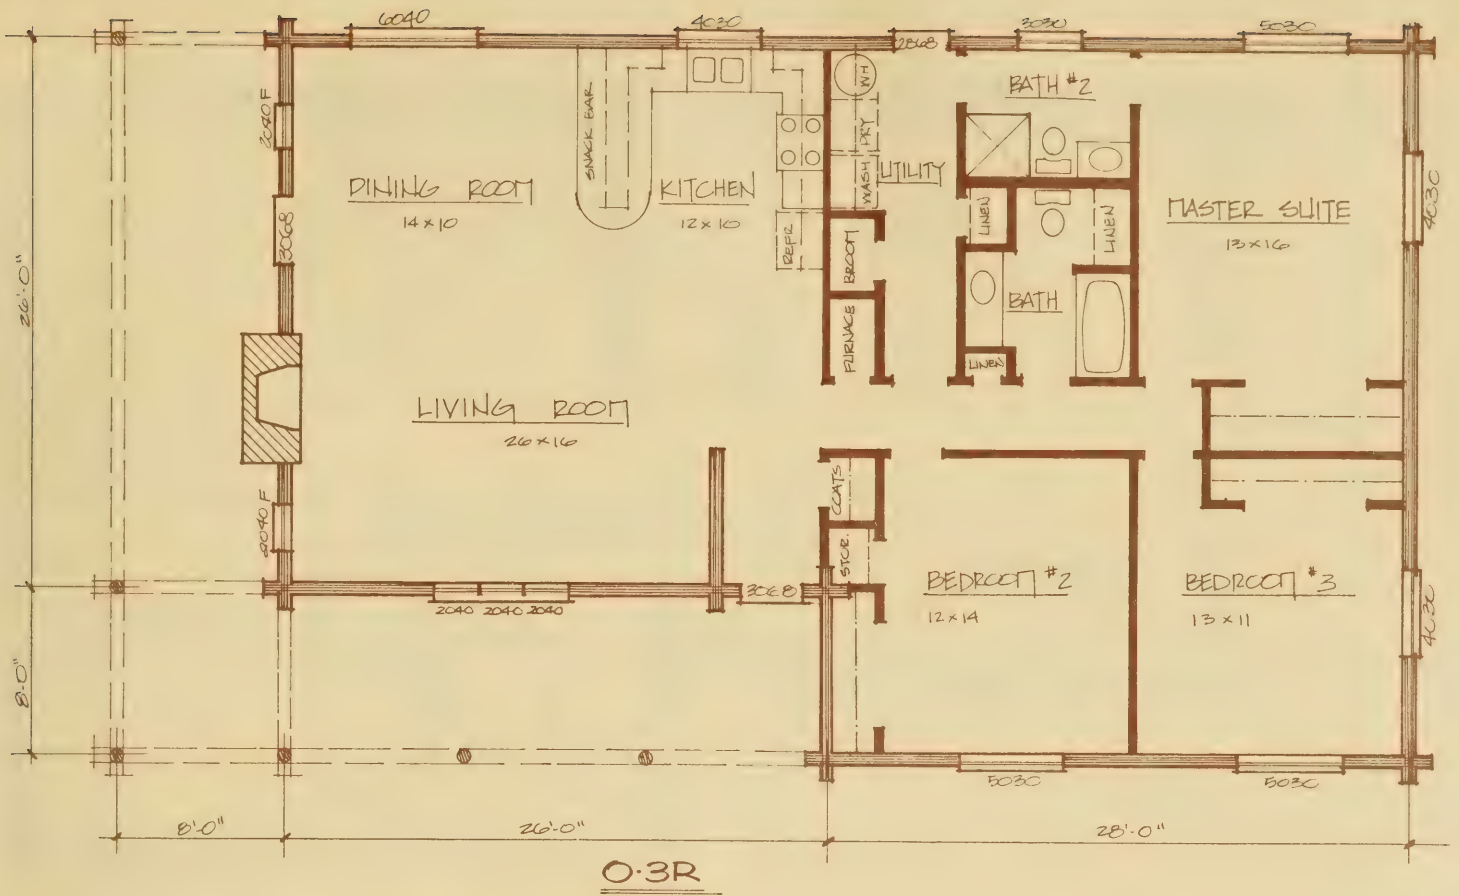 6040
4030
2868
3030
5030
2040 F
SNACK BAR
WH
DRY
WASH
UTILITY
BATH #2
DINING ROOM
14 x 10
KITCHEN
12 x 10
MASTER SUITE
13 x 16
4030
LINEN
LINEN
3068
REFR
BROOM
26'-0"
BATH
FURNACE
LINEN
LIVING ROOM
26 x 16
COATS
2040 F
STOR.
BEDROOM #2
12 x 14
BEDROOM #3
13 x 11
4030
2040 2040 2040
3068
8'-0"
5030
5030
8'-0"
26'-0"
28'-0"
O-3R